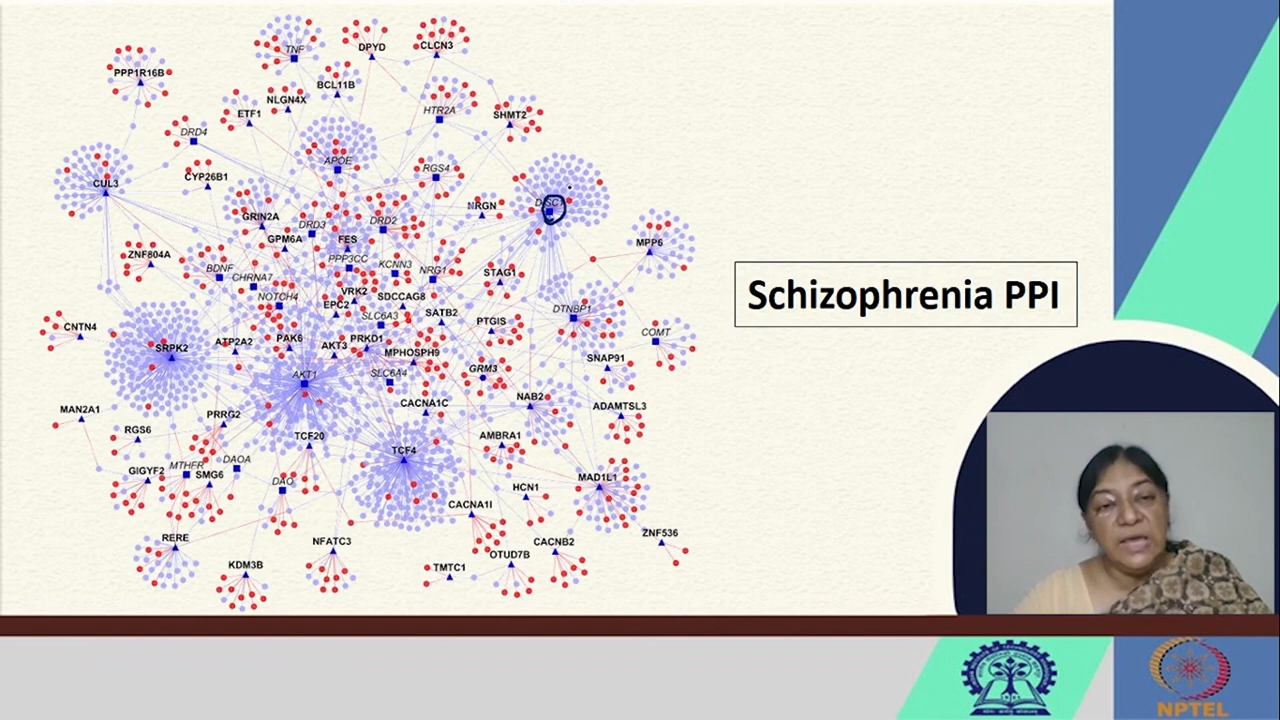 TNF
DPYD
CLCN3
PPP1R16B
BCL11B
NLGN4X
HTR2A
ETF1
SHMT2
DRD4
APOE
RGS4
CYP26B1
CUL3
NRGN
GRIN2A
DRD2
DRD3
GPM6A
FES
MPP6
ZNF804A
PPP3CC
BDNF
KCNN3
NRG1
STAG1
CHRNA7
VRK2
NOTCH4
SDCCAG8
EPC2
SLC6A3
SATB2
DTNBP1
PTGIS
CNTN4
COMT
SRPK2
ATP2A2
PAK6
AKT3
PRKD1
MPHOSPH9
SNAP91
AKT1
SLC6A4
GRM3
NAB2
MAN2A1
PRRG2
CACNA1C
ADAMTSL3
RGS6
TCF20
AMBRA1
TCF4
GIGYF2
MTHFR
DAOA
SMG6
DAO
HCN1
MAD1L1
CACNA1I
RERE
NFATC3
CACNB2
ZNF536
KDM3B
OTUD7B
TMTC1
Schizophrenia PPI
NPTEL